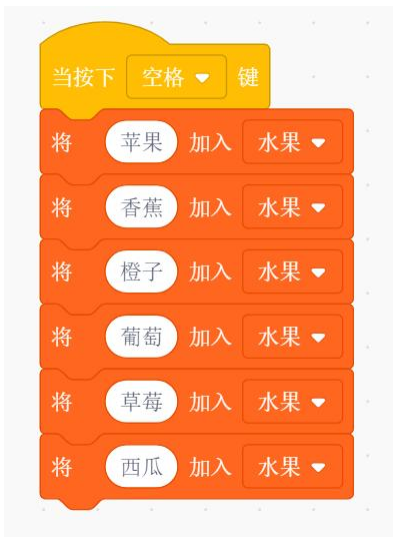 当按下 空格 键
将 苹果 加入 水果
将 香蕉 加入 水果
将 橙子 加入 水果
将 葡萄 加入 水果
将 草莓 加入 水果
将 西瓜 加入 水果